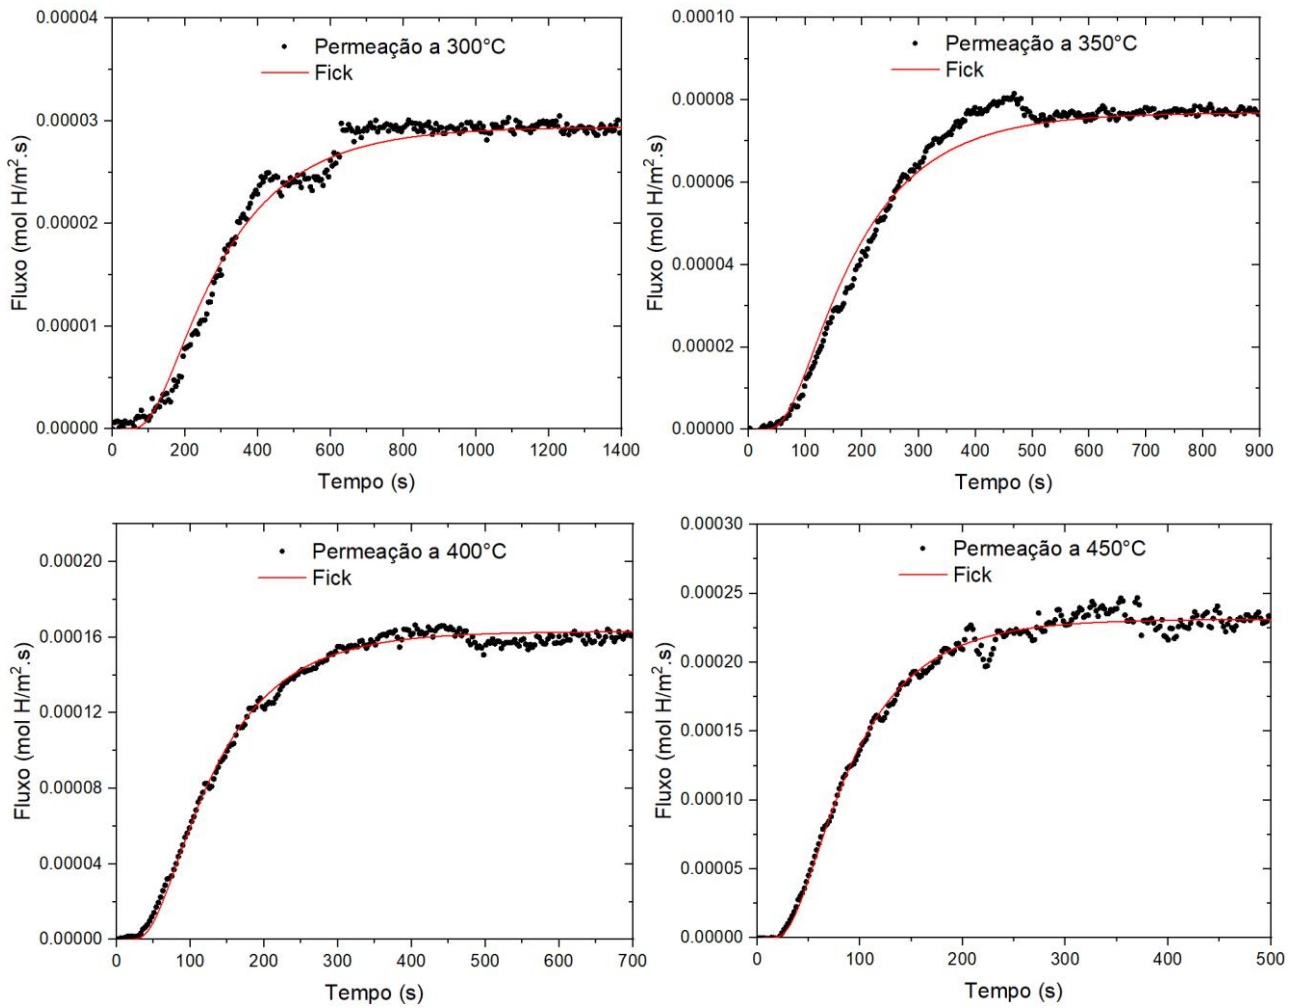 Permeação a 300°C
Fick
Fluxo (mol H/m².s)
0.00004
0.00003
0.00002
0.00001
0.00000
0 200 400 600 800 1000 1200 1400
Tempo (s)
Permeação a 350°C
Fick
Fluxo (mol H/m².s)
0.00010
0.00008
0.00006
0.00004
0.00002
0.00000
0 100 200 300 400 500 600 700 800 900
Tempo (s)
Permeação a 400°C
Fick
Fluxo (mol H/m².s)
0.00020
0.00016
0.00012
0.00008
0.00004
0.00000
0 100 200 300 400 500 600 700
Tempo (s)
Permeação a 450°C
Fick
Fluxo (mol H/m².s)
0.00030
0.00025
0.00020
0.00015
0.00010
0.00005
0.00000
0 100 200 300 400 500
Tempo (s)